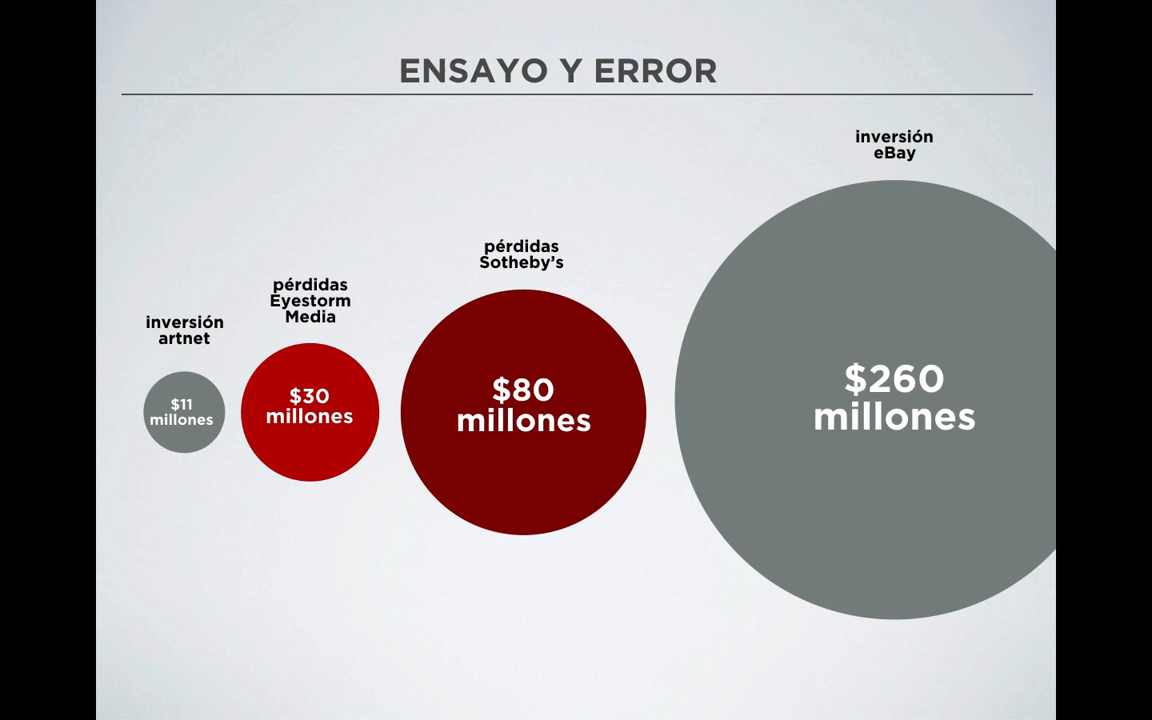 ENSAYO Y ERROR
inversión
eBay
pérdidas
Sotheby’s
pérdidas
Eyestorm
Media
inversión
artnet
$11
millones
$30
millones
$80
millones
$260
millones